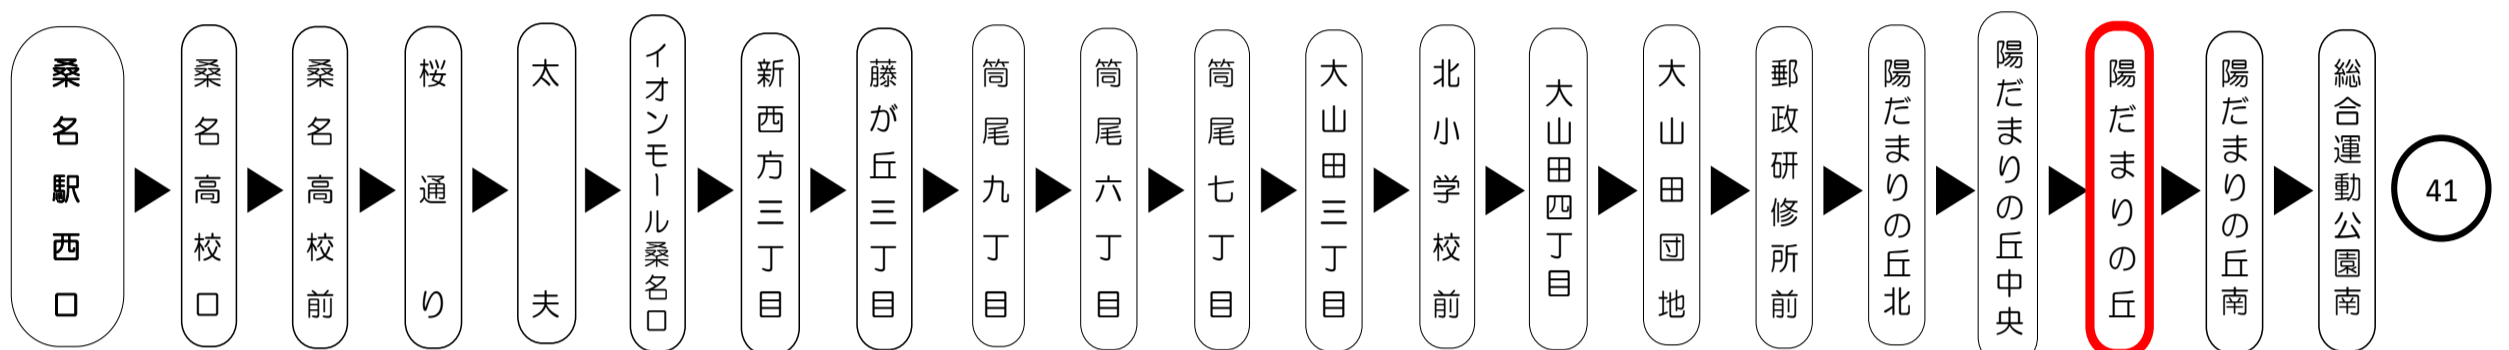 桑名駅西口
桑名高校口
桑名高校前
桜通り
太夫
イオンモール桑名口
新西方三丁目
藤が丘三丁目
筒尾九丁目
筒尾六丁目
筒尾七丁目
大山田三丁目
北小学校前
大山田四丁目
大山田団地
郵政研修所前
陽だまりの丘北
陽だまりの丘中央
陽だまりの丘
陽だまりの丘南
総合運動公園南
41